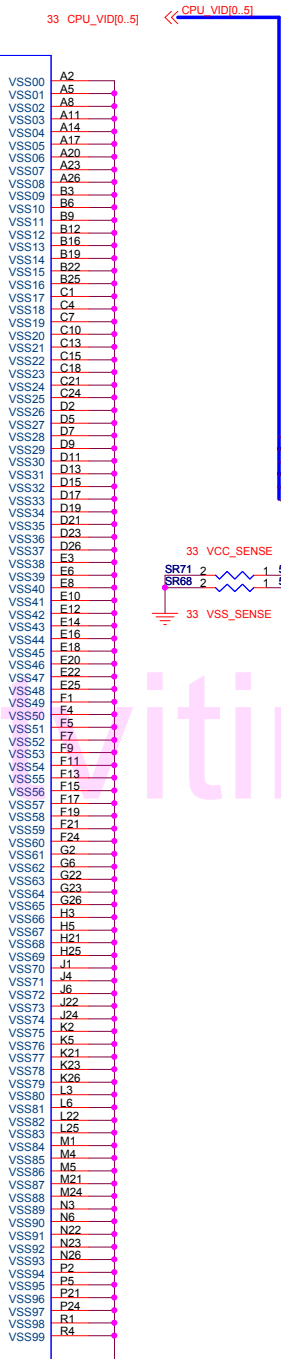 33 CPU_VID[0..5] CPU_VID[0..5]
VSS00 A2
VSS01 A5
VSS02 A8
VSS03 A11
VSS04 A14
VSS05 A17
VSS06 A20
VSS07 A23
VSS08 A26
VSS09 B3
VSS10 B6
VSS11 B9
VSS12 B12
VSS13 B16
VSS14 B19
VSS15 B22
VSS16 B25
VSS17 C1
VSS18 C4
VSS19 C7
VSS20 C10
VSS21 C13
VSS22 C15
VSS23 C18
VSS24 C21
VSS25 C24
VSS26 D2
VSS27 D5
VSS28 D7
VSS29 D9
VSS30 D11
VSS31 D13
VSS32 D15
VSS33 D17
VSS34 D19
VSS35 D21
VSS36 D23
VSS37 D26
VSS38 E3
VSS39 E6
VSS40 E8
VSS41 E10
VSS42 E12
VSS43 E14
VSS44 E16
VSS45 E18
VSS46 E20
VSS47 E22
VSS48 E25
VSS49 F1
VSS50 F4
VSS51 F5
VSS52 F7
VSS53 F9
VSS54 F11
VSS55 F13
VSS56 F15
VSS57 F17
VSS58 F19
VSS59 F21
VSS60 F24
VSS61 G2
VSS62 G6
VSS63 G22
VSS64 G23
VSS65 G26
VSS66 H3
VSS67 H5
VSS68 H21
VSS69 H25
VSS70 J1
VSS71 J4
VSS72 J6
VSS73 J22
VSS74 J24
VSS75 K2
VSS76 K5
VSS77 K21
VSS78 K23
VSS79 K26
VSS80 L3
VSS81 L6
VSS82 L22
VSS83 L25
VSS84 M1
VSS85 M4
VSS86 M5
VSS87 M21
VSS88 M24
VSS89 N3
VSS90 N6
VSS91 N22
VSS92 N23
VSS93 N26
VSS94 P2
VSS95 P5
VSS96 P21
VSS97 P24
VSS98 R1
VSS99 R4
33 VCC_SENSE
SR71 2 1
SR68 2 1
33 VSS_SENSE